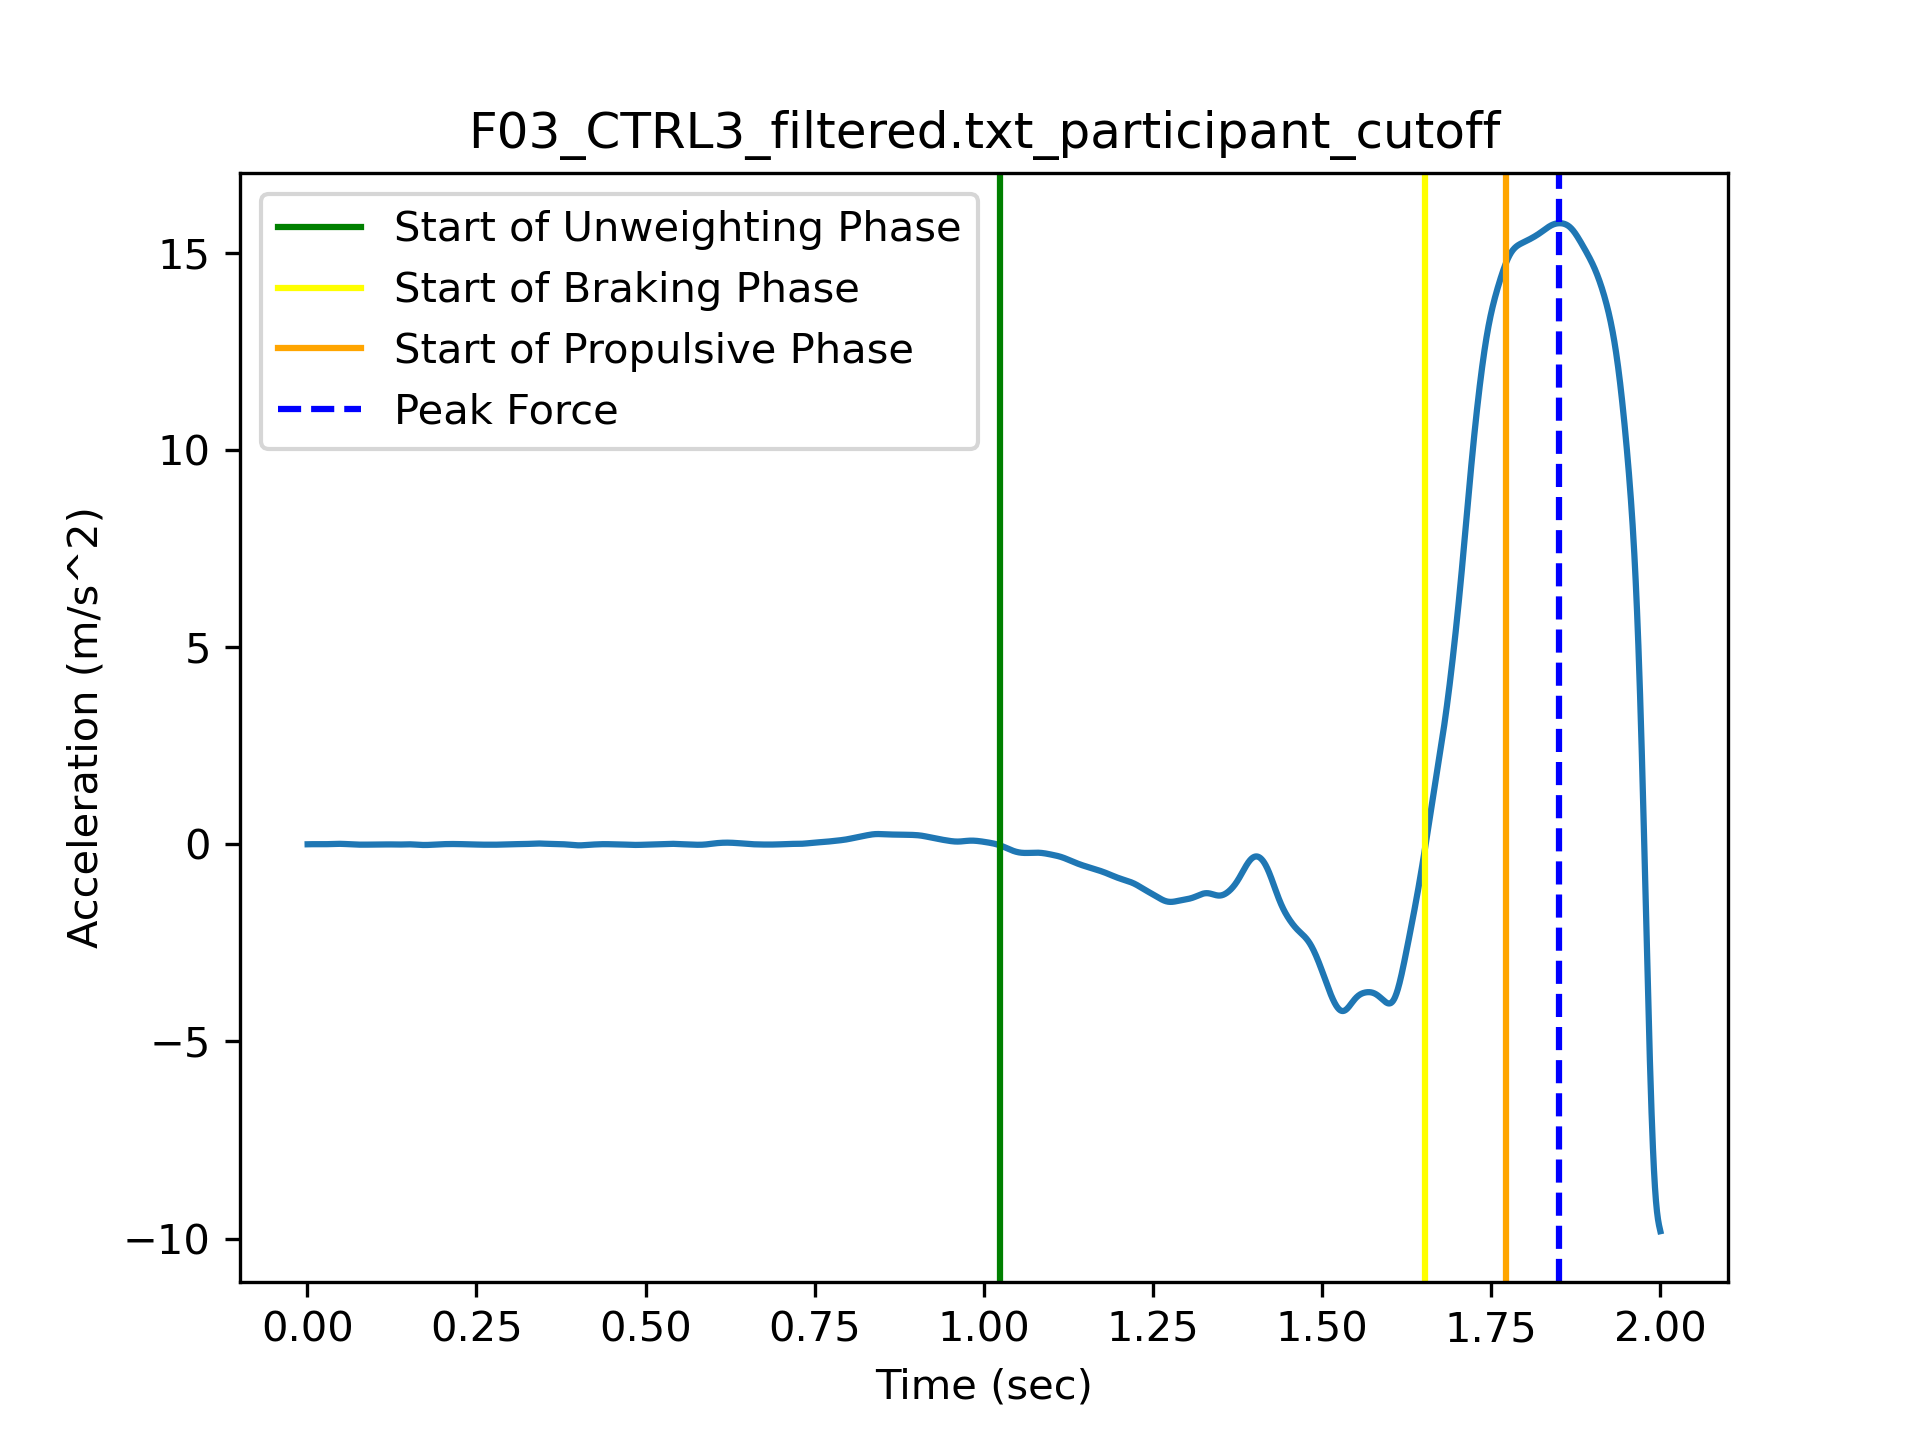 F03_CTRL3_filtered.txt_participant_cutoff
Start of Unweighting Phase
Start of Braking Phase
Start of Propulsive Phase
Peak Force
Acceleration (m/s^2)
15
10
5
0
−5
−10
0.00 0.25 0.50 0.75 1.00 1.25 1.50 1.75 2.00
Time (sec)